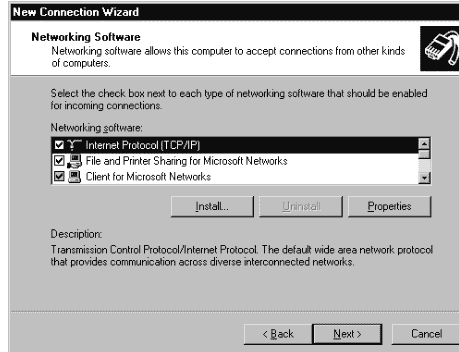 New Connection Wizard
Networking Software
Networking software allows this computer to accept connections from other kinds
of computers.
Select the check box next to each type of networking software that should be enabled
for incoming connections.
Networking software:
Internet Protocol (TCP/IP)
File and Printer Sharing for Microsoft Networks
Client for Microsoft Networks
Install... Uninstall Properties
Description:
Transmission Control Protocol/Internet Protocol. The default wide area network protocol
that provides communication across diverse interconnected networks.
< Back Next > Cancel